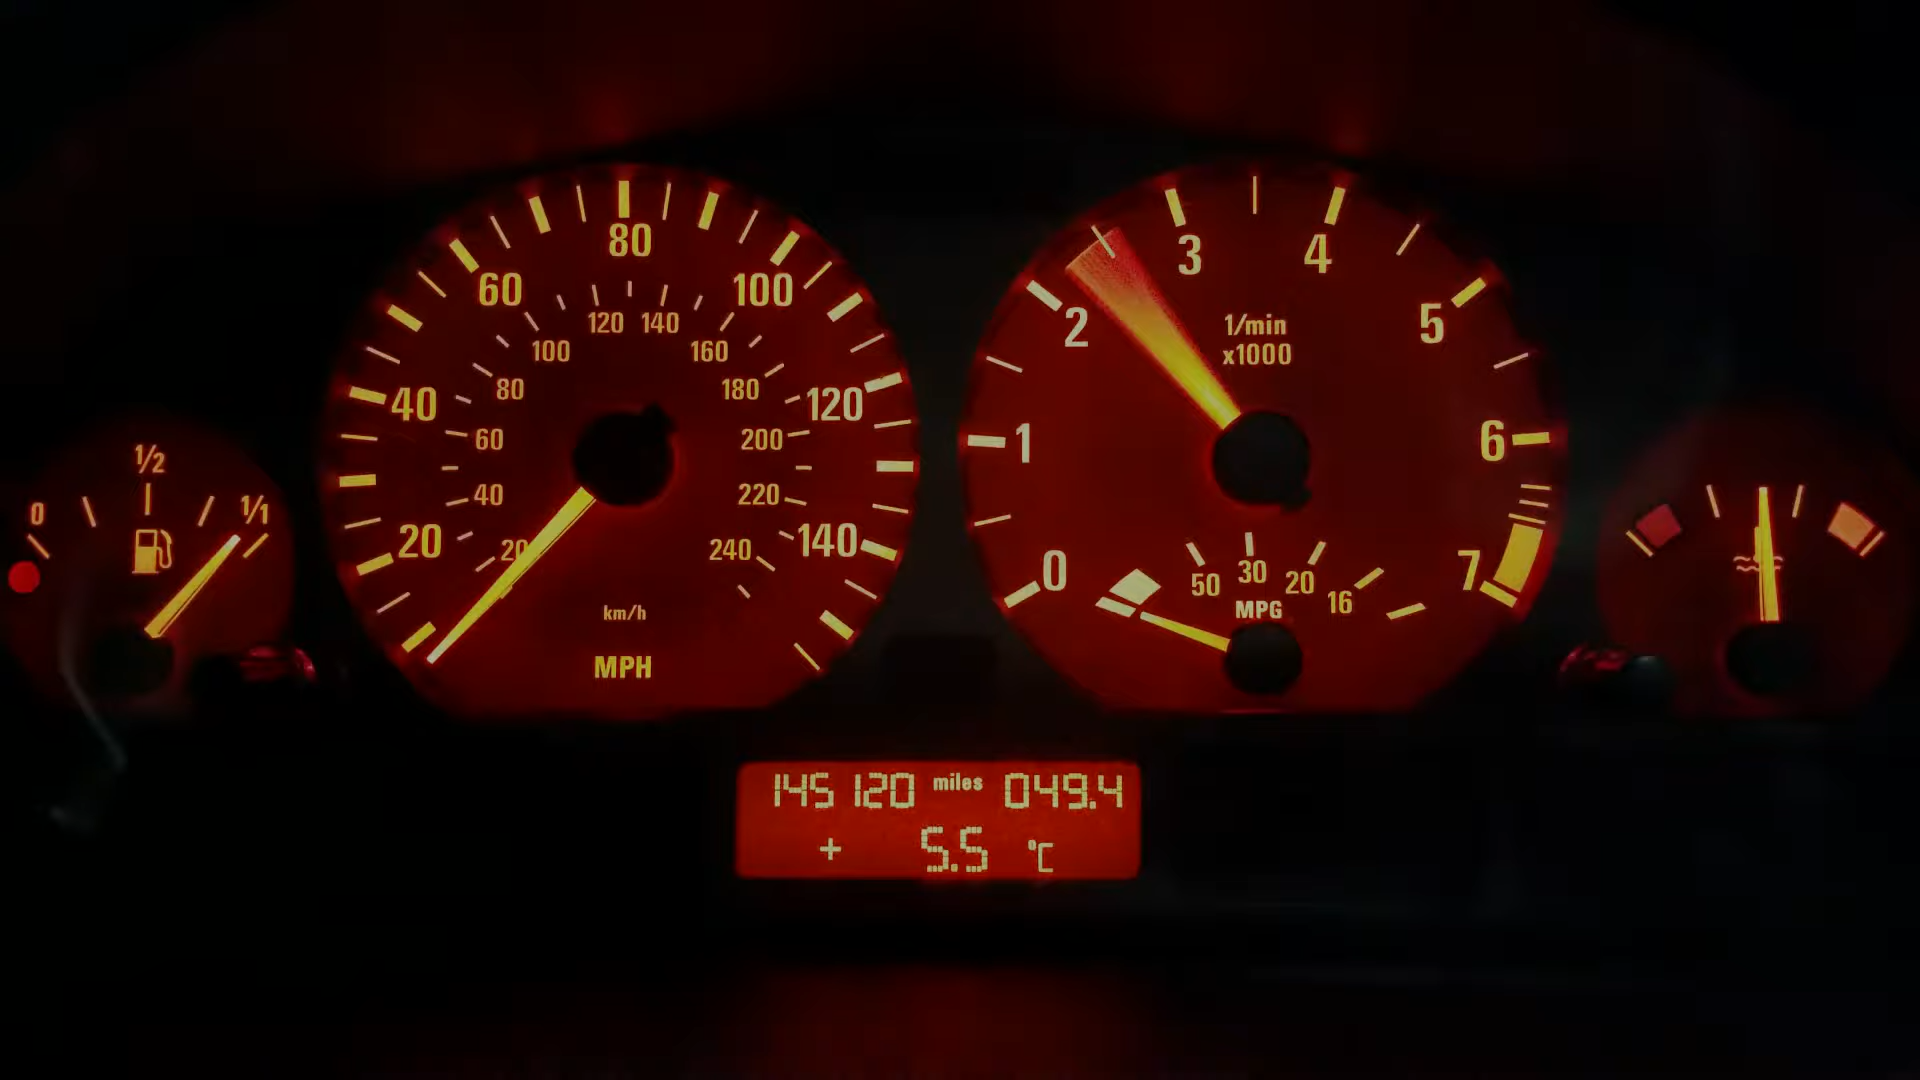 0 1/2 1/1
20 40 60 80 100 120 140
20 40 60 80 100 120 140 160 180 200 220 240
km/h
MPH
0 1 2 3 4 5 6 7
1/min
x1000
50 30 20 16
MPG
145120 miles 049.4
+ 5.5 °C